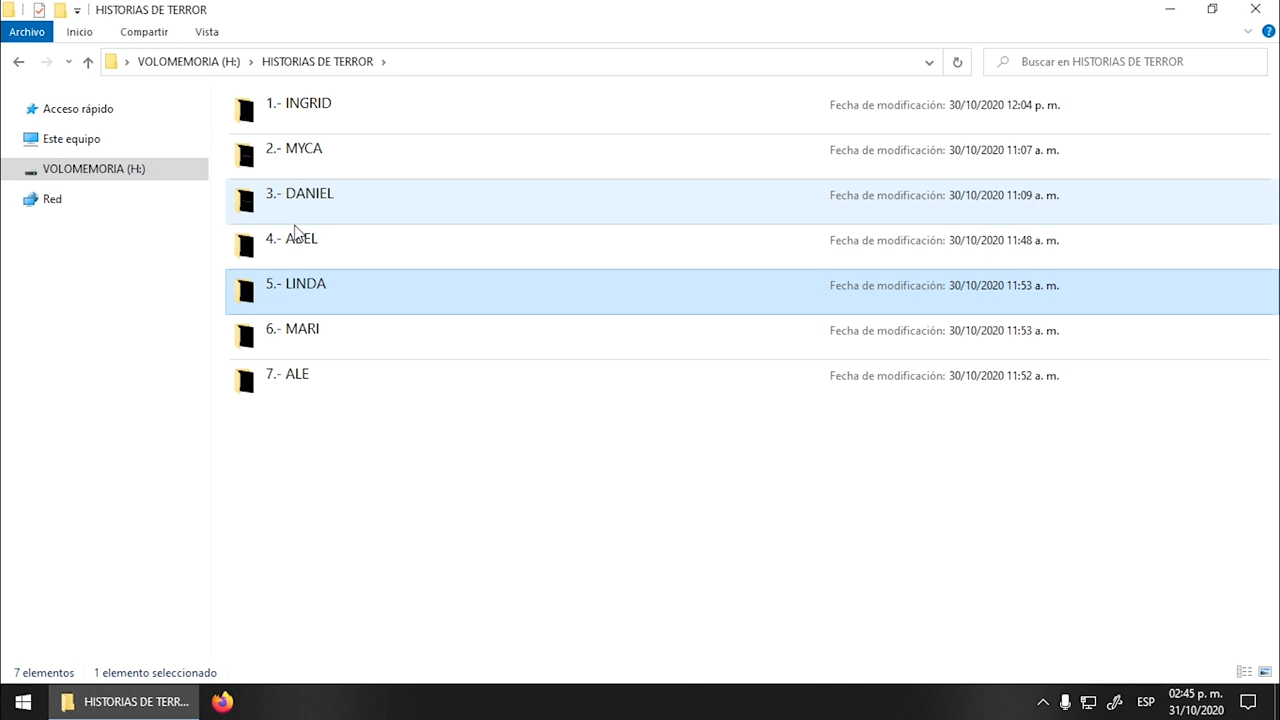 HISTORIAS DE TERROR
Archivo Inicio Compartir Vista
VOLOMEMORIA (H:) HISTORIAS DE TERROR Buscar en HISTORIAS DE TERROR
Acceso rápido
Este equipo
VOLOMEMORIA (H:)
Red
1.- INGRID Fecha de modificación: 30/10/2020 12:04 p. m.
2.- MYCA Fecha de modificación: 30/10/2020 11:07 a. m.
3.- DANIEL Fecha de modificación: 30/10/2020 11:09 a. m.
4.- Fecha de modificación: 30/10/2020 11:48 a. m.
5.- LINDA Fecha de modificación: 30/10/2020 11:53 a. m.
6.- MARI Fecha de modificación: 30/10/2020 11:53 a. m.
7.- ALE Fecha de modificación: 30/10/2020 11:52 a. m.
7 elementos 1 elemento seleccionado
HISTORIAS DE TERR... ESP 02:45 p. m.
31/10/2020